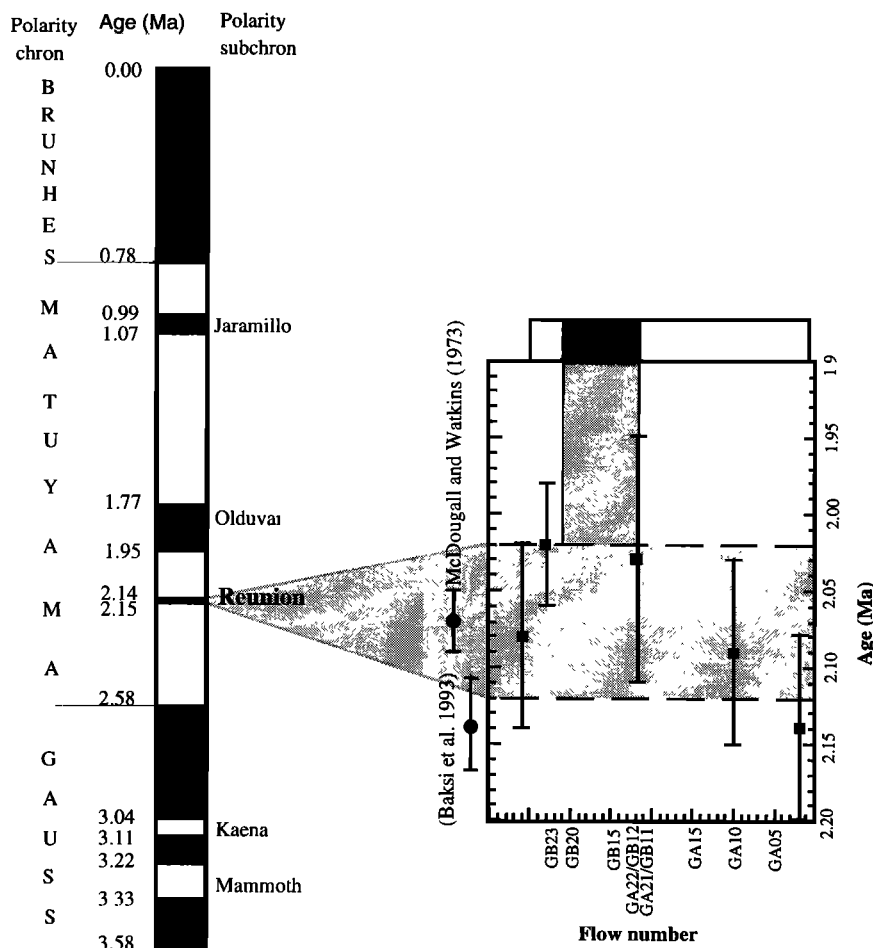 Polarity chron
Age (Ma)
Polarity subchron
BRUNHES
MATUYAMA
GAUSS
0.00
0.78
0.99
1.07
1.77
1.95
2.14
2.15
2.58
3.04
3.11
3.22
3 33
3.58
Jaramillo
Olduvai
Reunion
Kaena
Mammoth
McDougall and Watkins (1973)
(Baksi et al. 1993)
1 9
1.95
2.00
2.05
2.10
2.15
2.20
Age (Ma)
GB23
GB20
GB15
GA22/GB12
GA21/GB11
GA15
GA10
GA05
Flow number